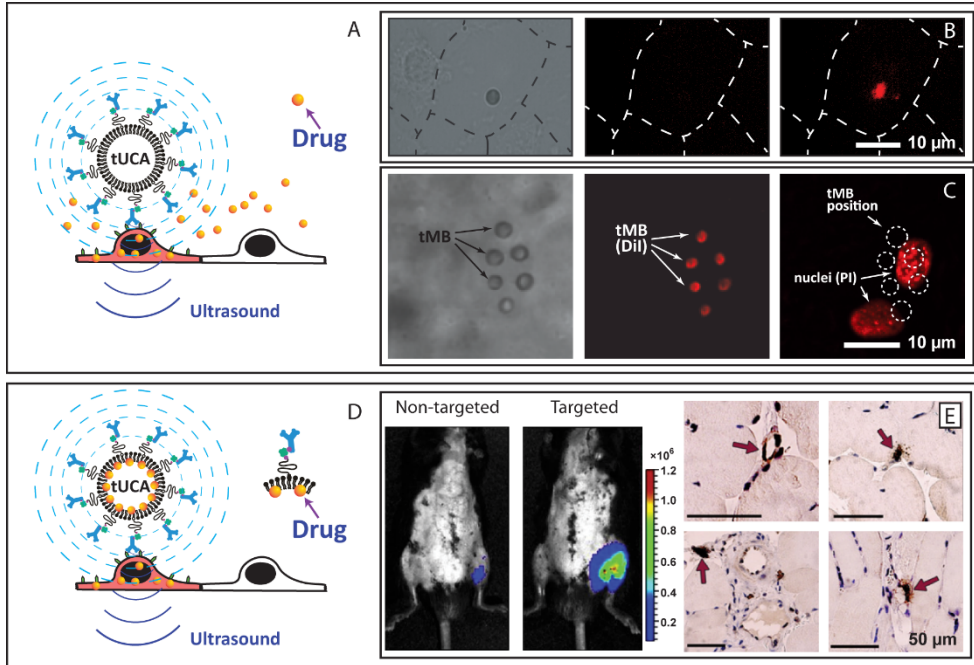 A
tUCA
Drug
Ultrasound
B
10 µm
C
tMB
tMB
(DiI)
tMB
position
nuclei (PI)
10 µm
D
tUCA
Drug
Ultrasound
E
Non-targeted
Targeted
×10⁶
1.2
1.0
0.8
0.6
0.4
0.2
50 µm